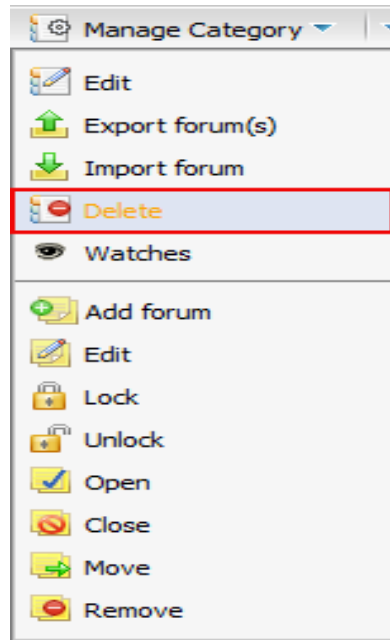 Manage Category
Edit
Export forum(s)
Import forum
Delete
Watches
Add forum
Edit
Lock
Unlock
Open
Close
Move
Remove